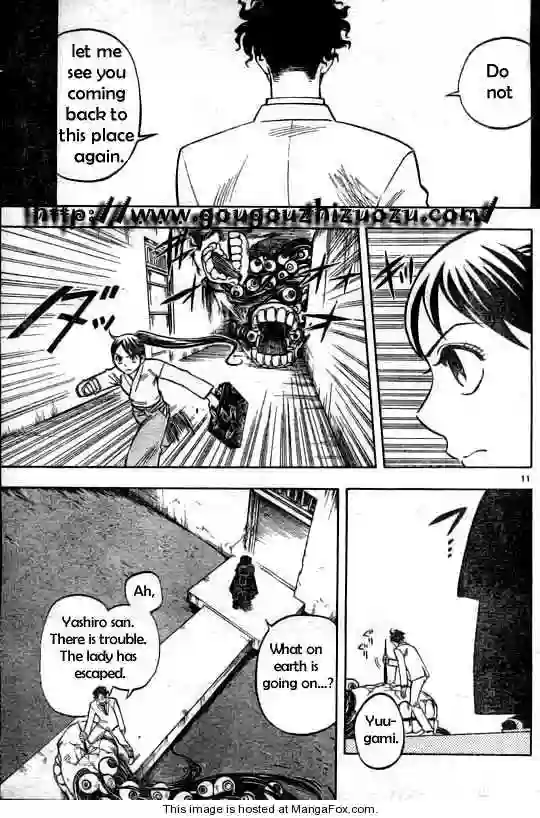 Do
not
let me
see you
coming
back to
this place
again.
http://www.gougouzhizuozu.com/
ダッ
11
Yuu-
gami.
What on
earth is
going on...?
Ah,
Yashiro san.
There is trouble.
The lady has
escaped.
This image is hosted at MangaFox.com.